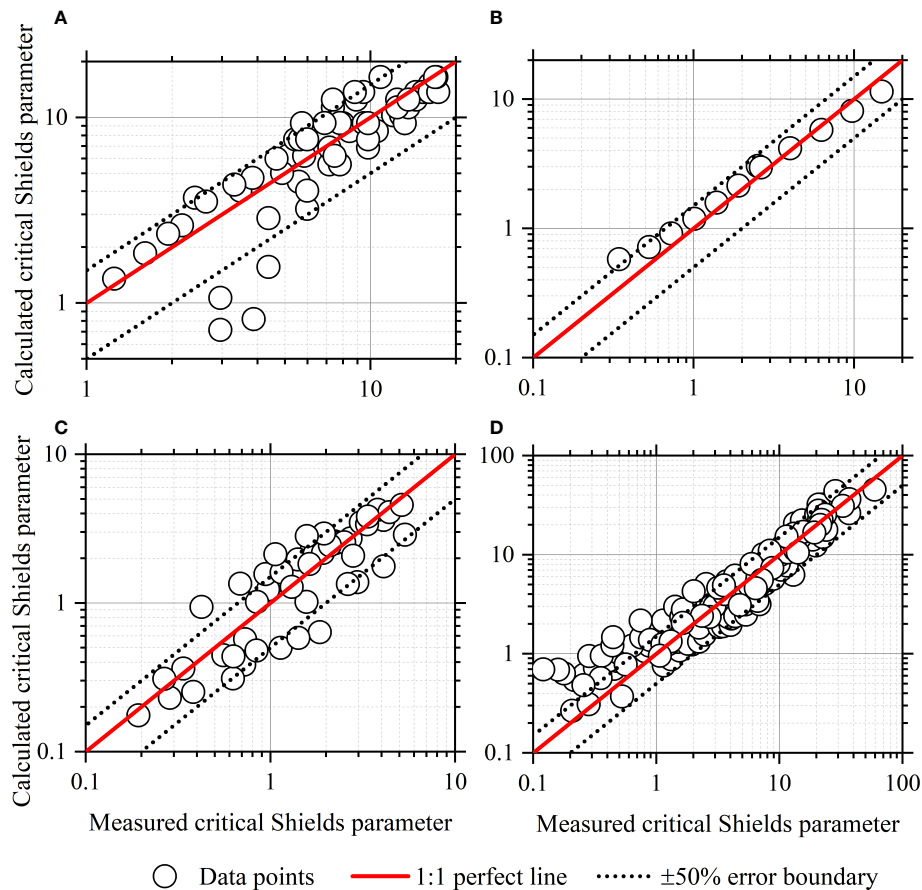 A
B
Calculated critical Shields parameter
10
1
1
10
10
1
0.1
0.1
1
10
C
D
Calculated critical Shields parameter
10
1
0.1
0.1
1
10
100
10
1
0.1
0.1
1
10
100
Measured critical Shields parameter
Measured critical Shields parameter
Data points
1:1 perfect line
±50% error boundary